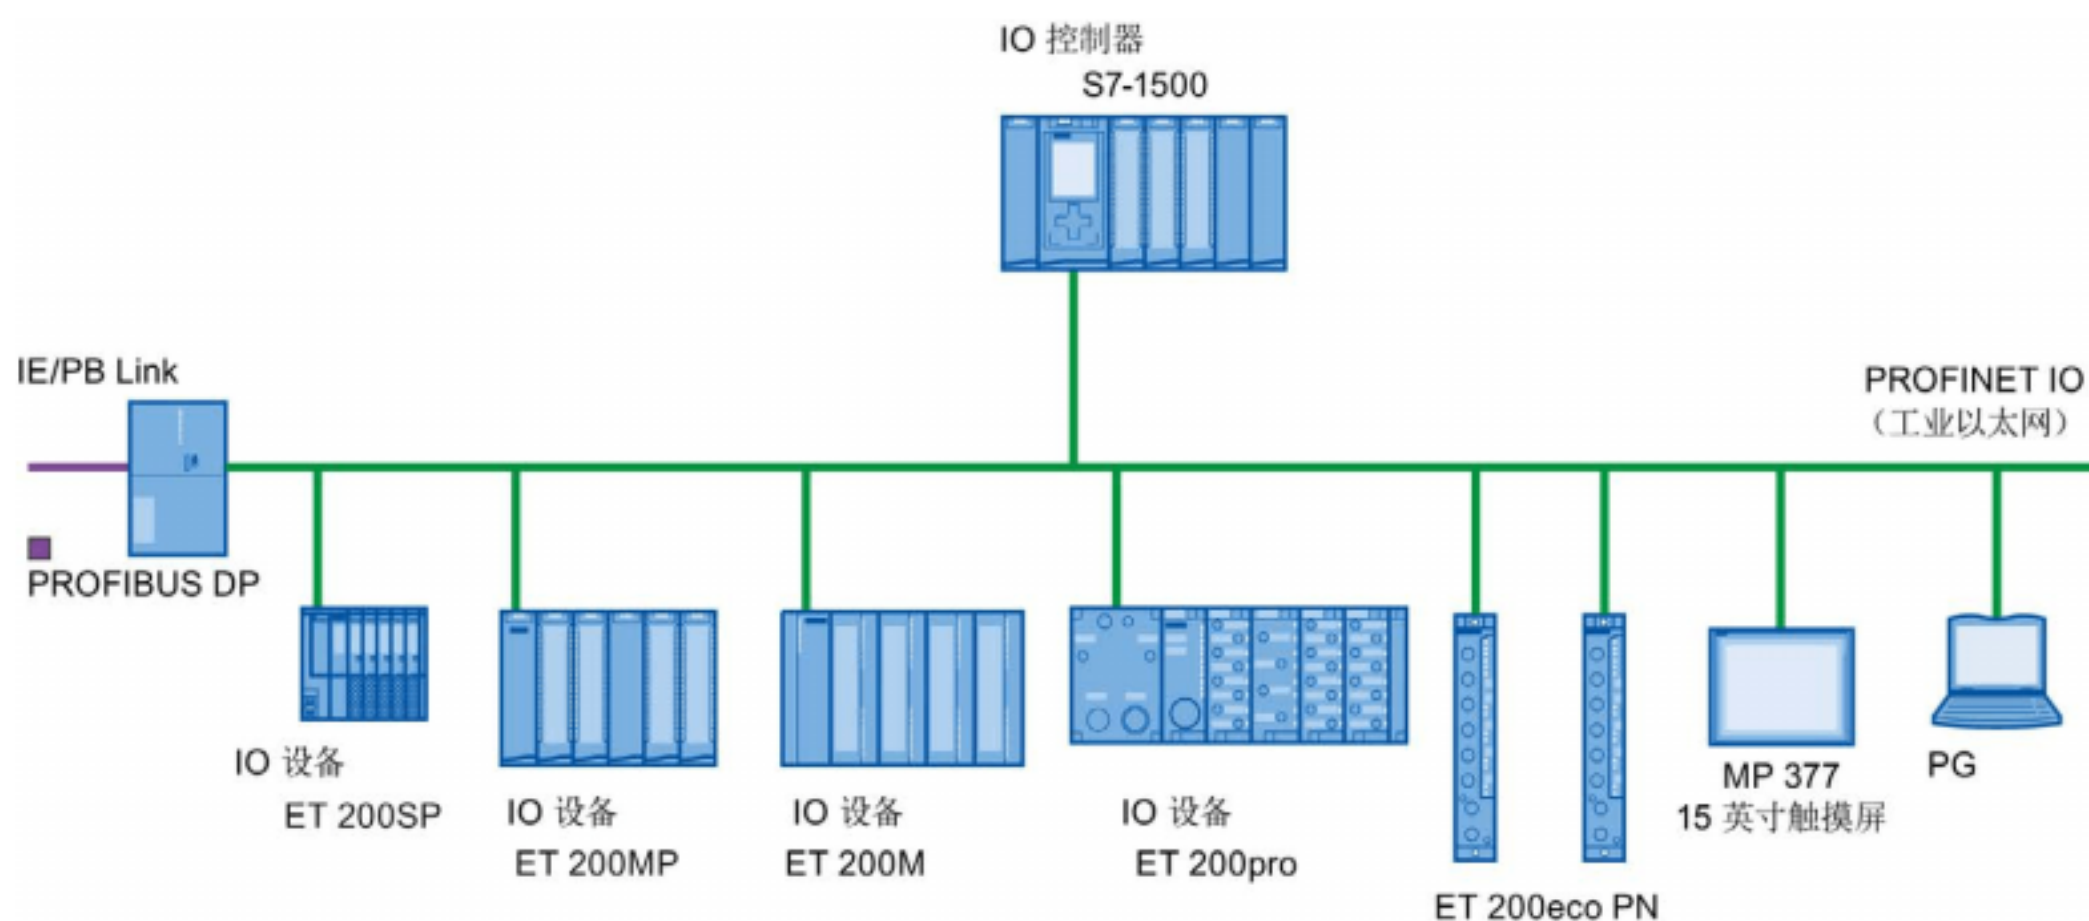 IO 控制器
S7-1500
IE/PB Link
PROFINET IO
（工业以太网）
PROFIBUS DP
IO 设备
ET 200SP
IO 设备
ET 200MP
IO 设备
ET 200M
IO 设备
ET 200pro
ET 200eco PN
MP 377
15 英寸触摸屏
PG